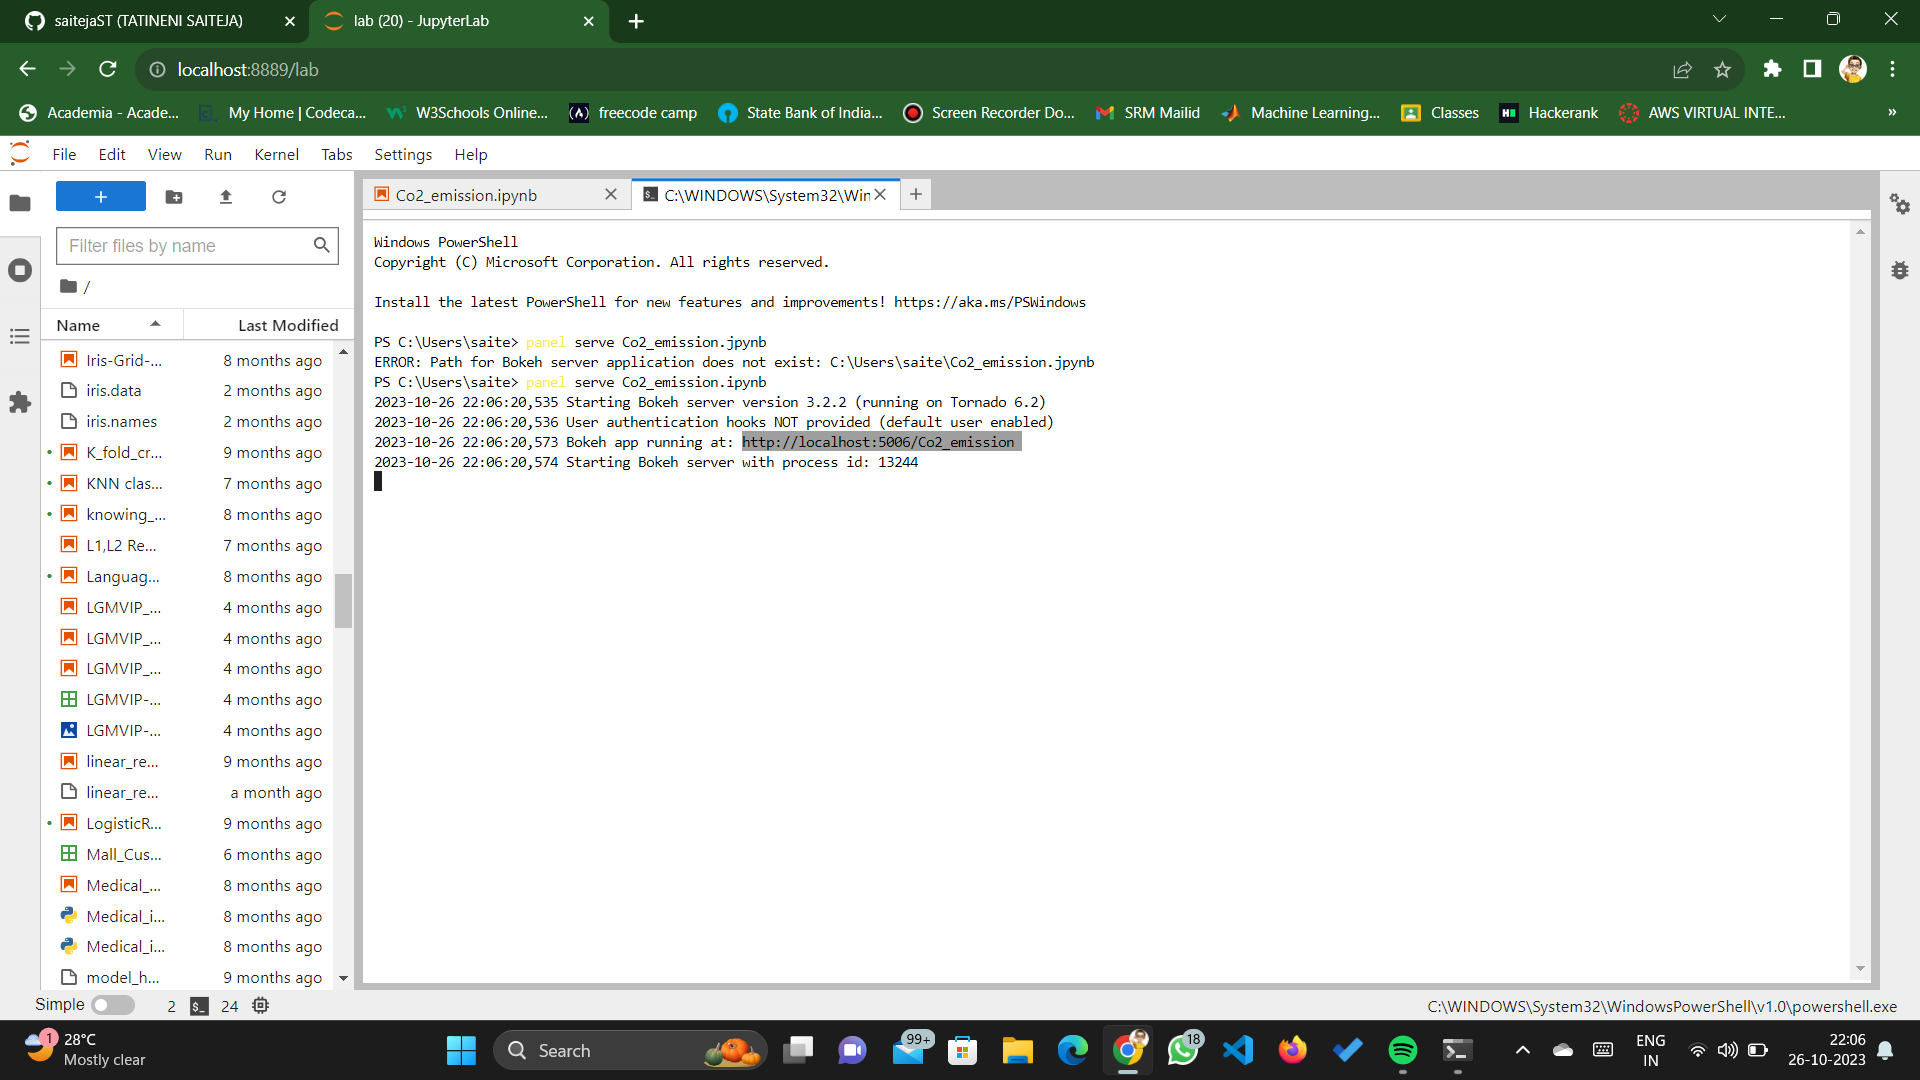 saitejaST (TATINENI SAITEJA)
lab (20) - JupyterLab
localhost:8889/lab
Academia - Acade...
My Home | Codeca...
W3Schools Online...
freecode camp
State Bank of India...
Screen Recorder Do...
SRM Mailid
Machine Learning...
Classes
Hackerank
AWS VIRTUAL INTE...
»
File Edit View Run Kernel Tabs Settings Help
Co2_emission.ipynb
C:\WINDOWS\System32\Win
Filter files by name
/
Name Last Modified
Iris-Grid-... 8 months ago
iris.data 2 months ago
iris.names 2 months ago
K_fold_cr... 9 months ago
KNN clas... 7 months ago
knowing_... 8 months ago
L1,L2 Re... 7 months ago
Languag... 8 months ago
LGMVIP_... 4 months ago
LGMVIP_... 4 months ago
LGMVIP_... 4 months ago
LGMVIP-... 4 months ago
LGMVIP-... 4 months ago
linear_re... 9 months ago
linear_re... a month ago
LogisticR... 9 months ago
Mall_Cus... 6 months ago
Medical_... 8 months ago
Medical_i... 8 months ago
Medical_i... 8 months ago
model_h... 9 months ago
Windows PowerShell
Copyright (C) Microsoft Corporation. All rights reserved.
Install the latest PowerShell for new features and improvements! https://aka.ms/PSWindows
PS C:\Users\saite> panel serve Co2_emission.jpynb
ERROR: Path for Bokeh server application does not exist: C:\Users\saite\Co2_emission.jpynb
PS C:\Users\saite> panel serve Co2_emission.ipynb
2023-10-26 22:06:20,535 Starting Bokeh server version 3.2.2 (running on Tornado 6.2)
2023-10-26 22:06:20,536 User authentication hooks NOT provided (default user enabled)
2023-10-26 22:06:20,573 Bokeh app running at: http://localhost:5006/Co2_emission
2023-10-26 22:06:20,574 Starting Bokeh server with process id: 13244
Simple 2 $_ 24
C:\WINDOWS\System32\WindowsPowerShell\v1.0\powershell.exe
1
28°C
Mostly clear
Search
99+
18
ENG
IN
22:06
26-10-2023